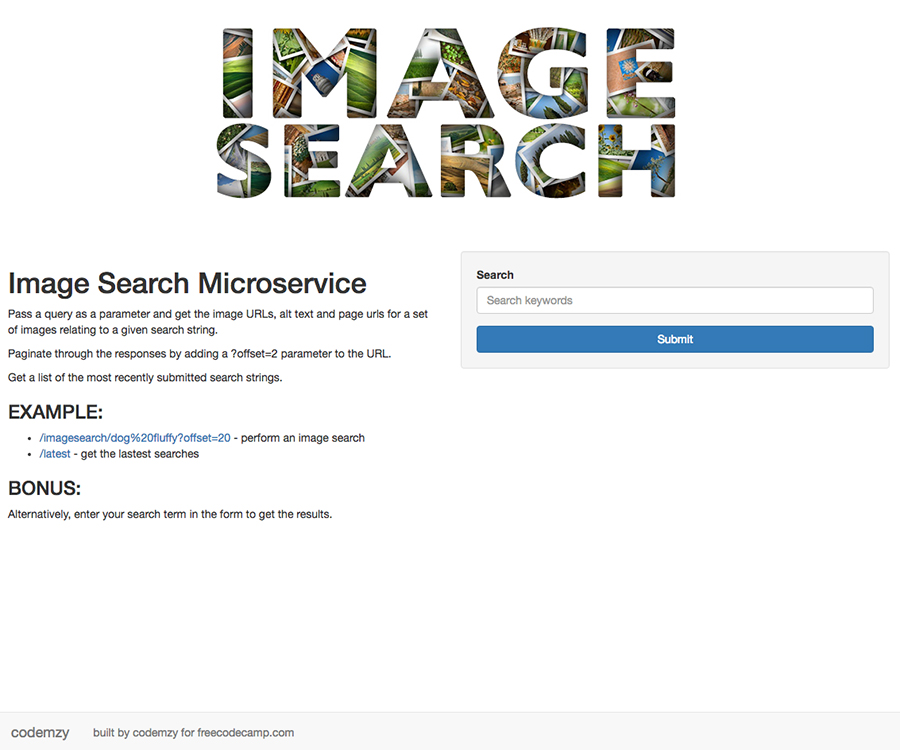 IMAGE
SEARCH
Image Search Microservice
Pass a query as a parameter and get the image URLs, alt text and page urls for a set
of images relating to a given search string.
Paginate through the responses by adding a ?offset=2 parameter to the URL.
Get a list of the most recently submitted search strings.
EXAMPLE:
• /imagesearch/dog%20fluffy?offset=20 - perform an image search
• /latest - get the lastest searches
BONUS:
Alternatively, enter your search term in the form to get the results.
Search
Search keywords
Submit
codemzy built by codemzy for freecodecamp.com